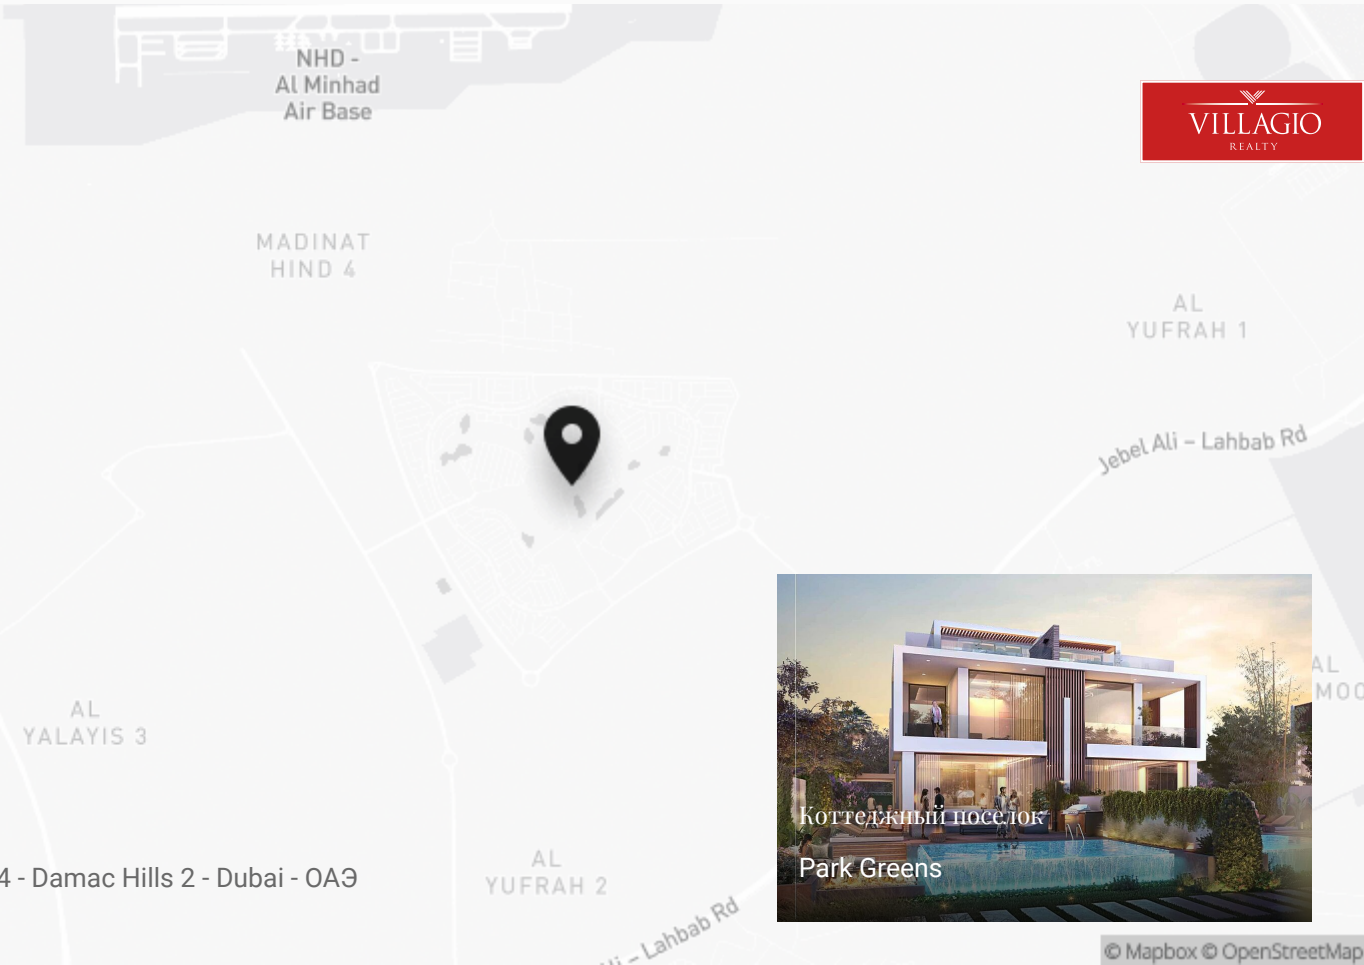 NHD -
Al Minhad
Air Base
VILLAGIO
REALTY
MADINAT
HIND 4
AL
YUFRAH 1
Jebel Ali – Lahbab Rd
AL
MOO
AL
YALAYIS 3
Коттеджный поселок
Park Greens
4 - Damac Hills 2 - Dubai - ОАЭ
AL
YUFRAH 2
li – Lahbab Rd
© Mapbox © OpenStreetMap